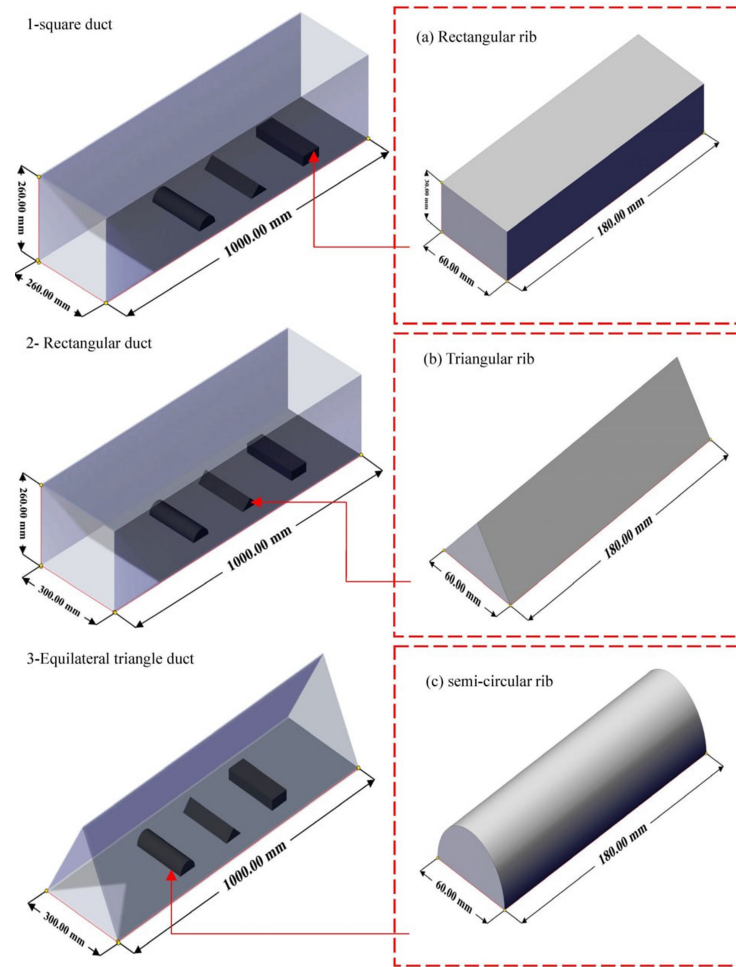 1-square duct
260.00 mm
260.00 mm
1000.00 mm
(a) Rectangular rib
30.00 mm
60.00 mm
180.00 mm
2- Rectangular duct
260.00 mm
300.00 mm
1000.00 mm
(b) Triangular rib
60.00 mm
180.00 mm
3-Equilateral triangle duct
300.00 mm
1000.00 mm
(c) semi-circular rib
60.00 mm
180.00 mm